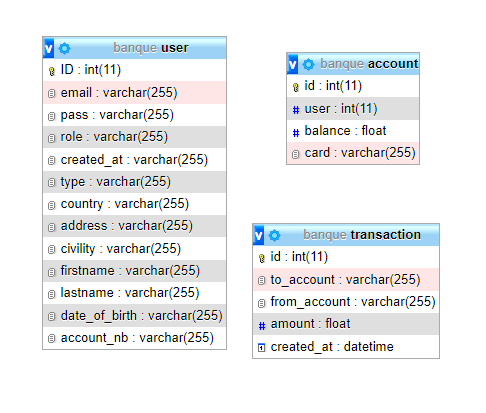 banque user
ID : int(11)
email : varchar(255)
pass : varchar(255)
role : varchar(255)
created_at : varchar(255)
type : varchar(255)
country : varchar(255)
address : varchar(255)
civility : varchar(255)
firstname : varchar(255)
lastname : varchar(255)
date_of_birth : varchar(255)
account_nb : varchar(255)
banque account
id : int(11)
# user : int(11)
# balance : float
card : varchar(255)
banque transaction
id : int(11)
to_account : varchar(255)
from_account : varchar(255)
# amount : float
created_at : datetime